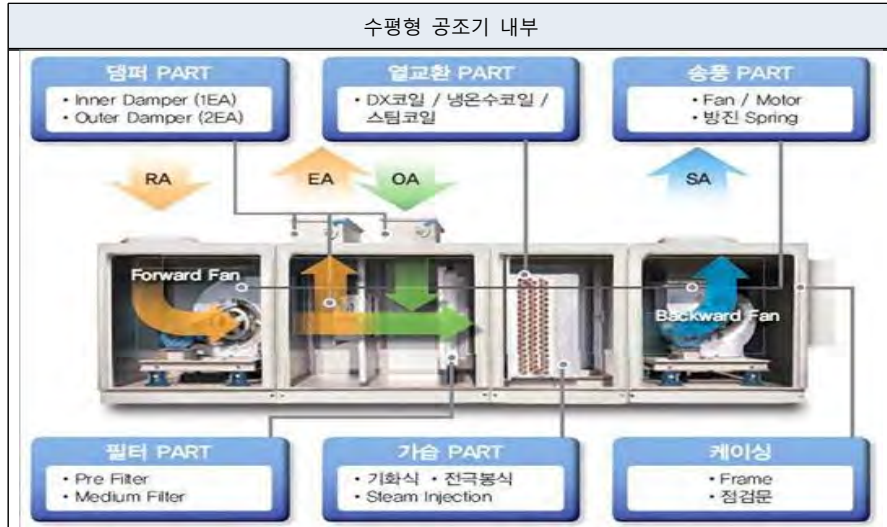 수평형 공조기 내부
댐퍼 PART
• Inner Damper (1EA)
• Outer Damper (2EA)
열교환 PART
• DX코일 / 냉온수코일 /
스팀코일
송풍 PART
• Fan / Motor
• 방진 Spring
RA
EA
OA
SA
Forward Fan
Backward Fan
필터 PART
• Pre Filter
• Medium Filter
가습 PART
• 기화식 • 전극봉식
• Steam Injection
케이싱
• Frame
• 점검문